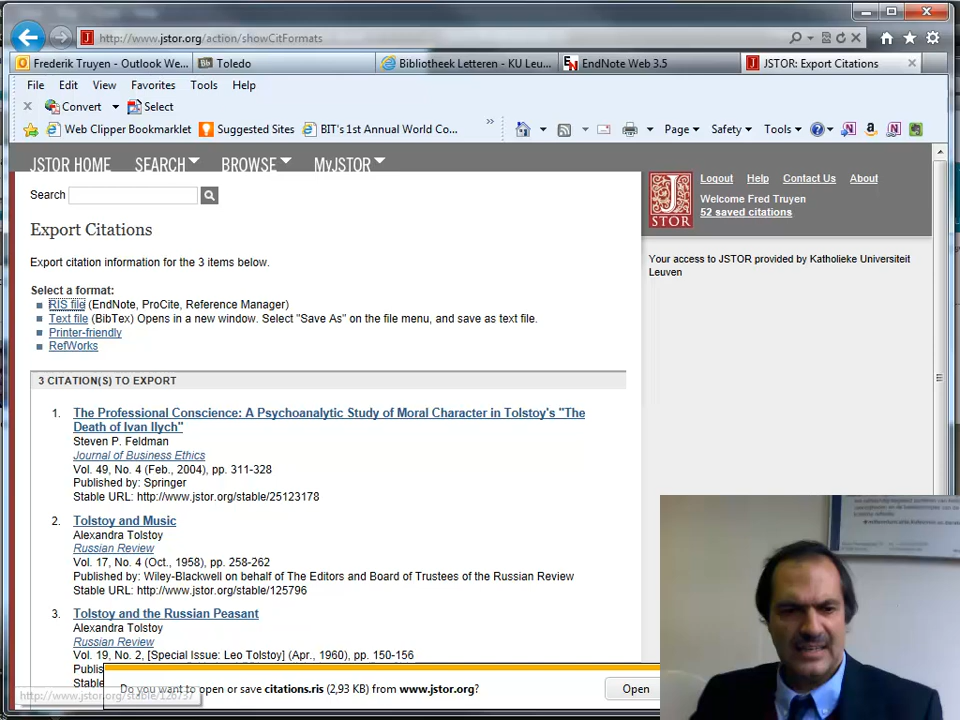 http://www.jstor.org/action/showCitFormats
Frederik Truyen - Outlook We...
Toledo
Bibliotheek Letteren - KU Leu...
EndNote Web 3.5
JSTOR: Export Citations
File Edit View Favorites Tools Help
Convert Select
Web Clipper Bookmarklet Suggested Sites BIT's 1st Annual World Co... Page Safety Tools
JSTOR HOME SEARCH BROWSE MyJSTOR
Logout Help Contact Us About
Search
Welcome Fred Truyen
52 saved citations
JSTOR
Export Citations
Export citation information for the 3 items below.
Your access to JSTOR provided by Katholieke Universiteit
Leuven
Select a format:
RIS file (EndNote, ProCite, Reference Manager)
Text file (BibTex) Opens in a new window. Select "Save As" on the file menu, and save as text file.
Printer-friendly
RefWorks
3 CITATION(S) TO EXPORT
1. The Professional Conscience: A Psychoanalytic Study of Moral Character in Tolstoy's "The
Death of Ivan Ilych"
Steven P. Feldman
Journal of Business Ethics
Vol. 49, No. 4 (Feb., 2004), pp. 311-328
Published by: Springer
Stable URL: http://www.jstor.org/stable/25123178
2. Tolstoy and Music
Alexandra Tolstoy
Russian Review
Vol. 17, No. 4 (Oct., 1958), pp. 258-262
Published by: Wiley-Blackwell on behalf of The Editors and Board of Trustees of the Russian Review
Stable URL: http://www.jstor.org/stable/125796
3. Tolstoy and the Russian Peasant
Alexandra Tolstoy
Russian Review
Vol. 19, No. 2, [Special Issue: Leo Tolstoy] (Apr., 1960), pp. 150-156
Publis
Stable
http://www.jstor.org/stable/126737
Do you want to open or save citations.ris (2,93 KB) from www.jstor.org?
Open